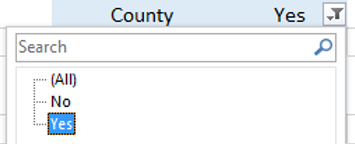 County Yes
Search
(All)
No
Yes